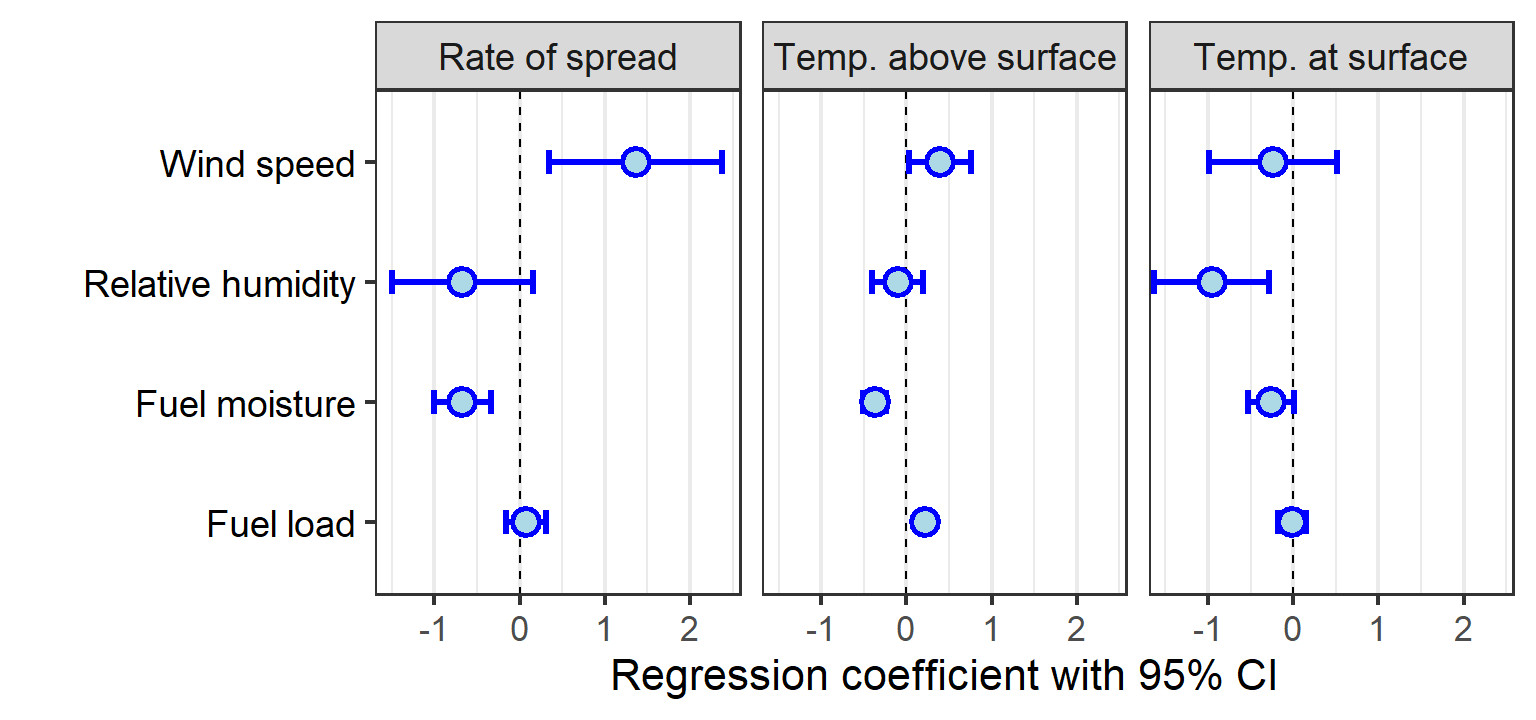 Rate of spread Temp. above surface Temp. at surface
Wind speed
Relative humidity
Fuel moisture
Fuel load
-1 0 1 2 -1 0 1 2 -1 0 1 2
Regression coefficient with 95% CI